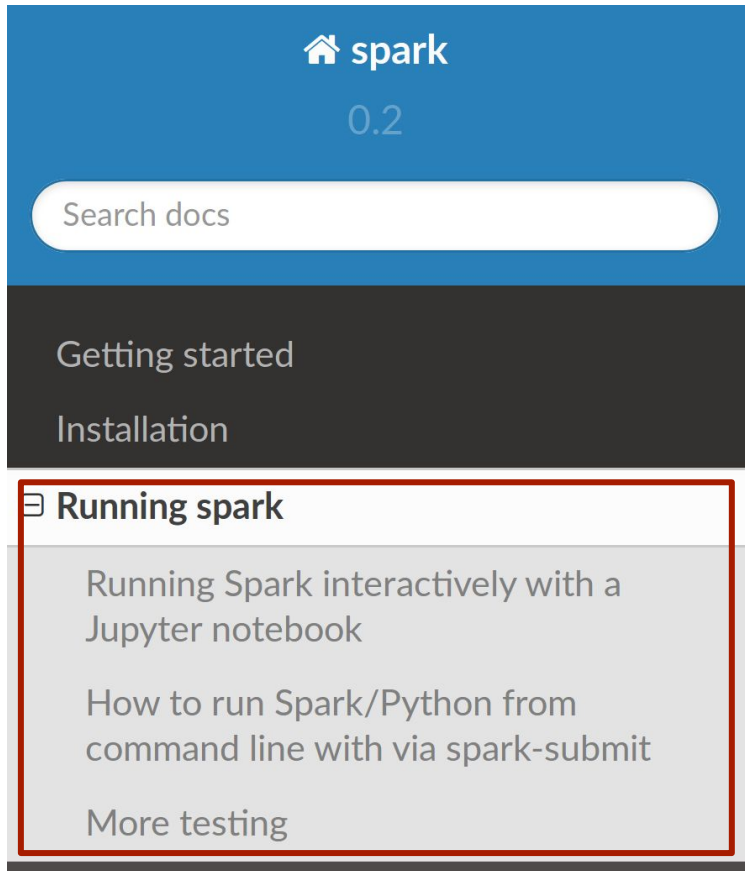 spark
0.2
Search docs
Getting started
Installation
Running spark
Running Spark interactively with a
Jupyter notebook
How to run Spark/Python from
command line with via spark-submit
More testing